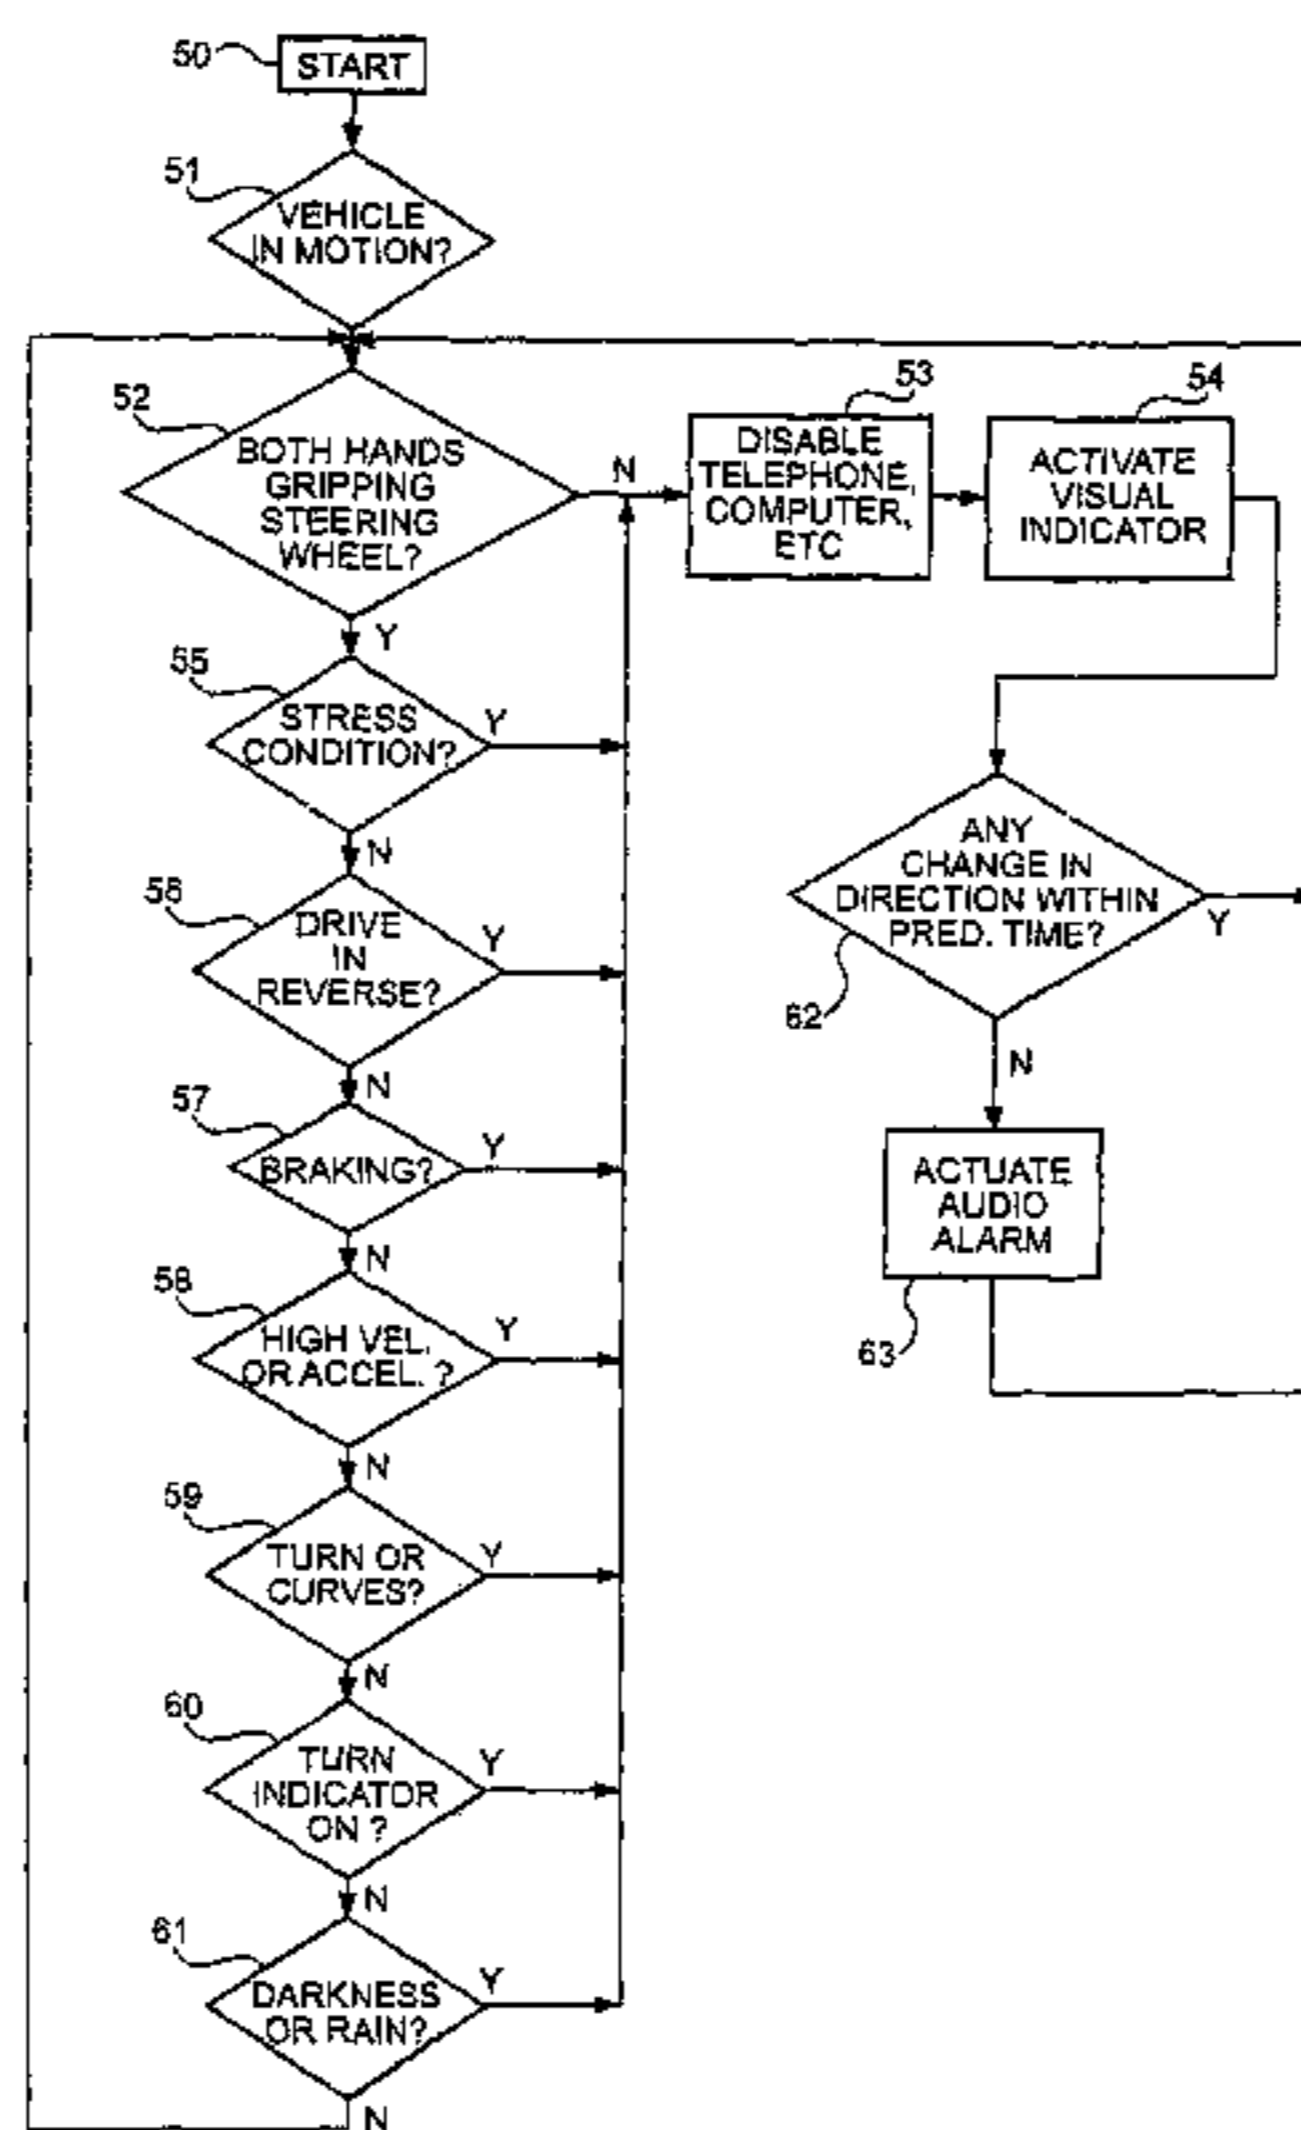 50
START
51
VEHICLE
IN MOTION?
52
BOTH HANDS
GRIPPING
STEERING
WHEEL?
N
53
DISABLE
TELEPHONE,
COMPUTER,
ETC
54
ACTIVATE
VISUAL
INDICATOR
Y
55
STRESS
CONDITION?
Y
N
56
DRIVE
IN
REVERSE?
Y
N
57
BRAKING?
Y
N
58
HIGH VEL.
OR ACCEL. ?
Y
N
59
TURN OR
CURVES?
Y
N
60
TURN
INDICATOR
ON ?
Y
N
61
DARKNESS
OR RAIN?
Y
N
ANY
CHANGE IN
DIRECTION WITHIN
PRED. TIME?
Y
62
N
ACTUATE
AUDIO
ALARM
63